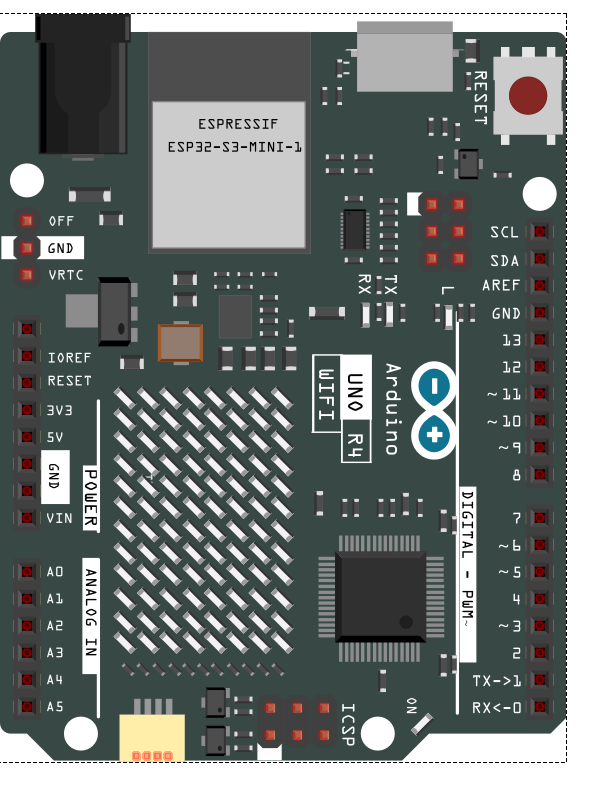 ESPRESSIF
ESP32-S3-MINI-1
RESET
OFF
GND
VRTC
SCL
SDA
AREF
GND
13
12
~11
~10
~9
8
RX
TX
L
IOREF
RESET
3V3
5V
GND
VIN
POWER
UNO R4
WIFI
Arduino
7
~6
~5
4
~3
2
TX->1
RX<-0
DIGITAL - PWM~
A0
A1
A2
A3
A4
A5
ANALOG IN
ICSP
ON